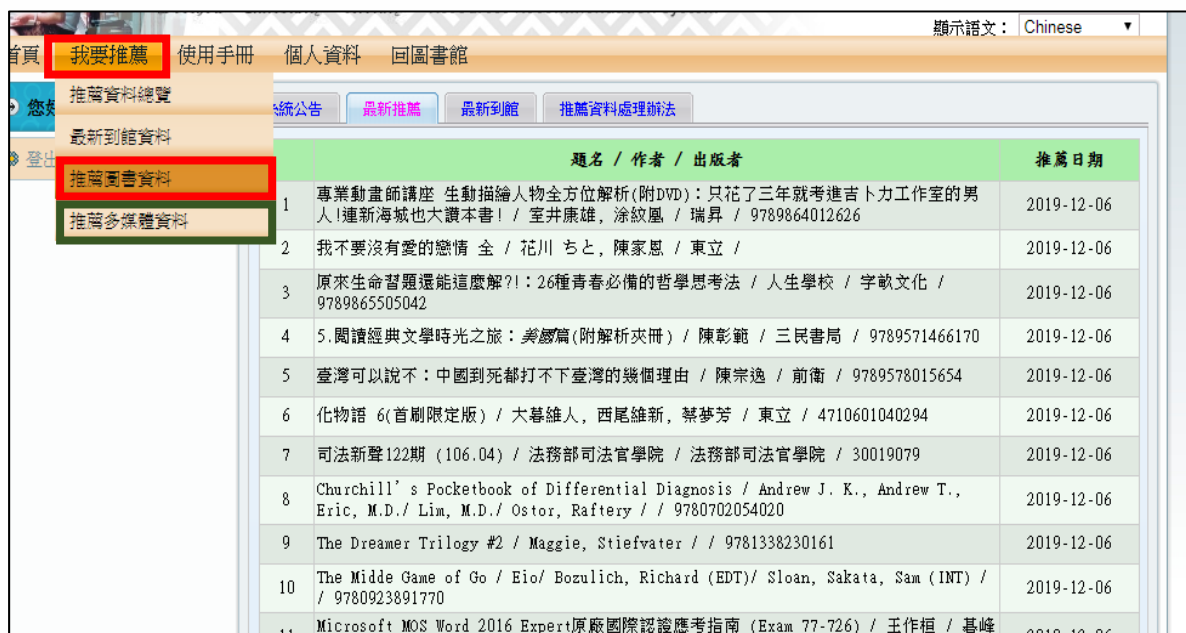 顯示語文： Chinese
首頁 我要推薦 使用手冊 個人資料 回圖書館
推薦資料總覽
最新到館資料
推薦圖書資料
推薦多媒體資料
登出
系統公告 最新推薦 最新到館 推薦資料處理辦法
題名 / 作者 / 出版者 推薦日期
1 專業動畫師講座 生動描繪人物全方位解析(附DVD)：只花了三年就考進吉卜力工作室的男
人!連新海城也大讚本書! / 室井康雄, 涂紋凰 / 瑞昇 / 9789864012626 2019-12-06
2 我不要沒有愛的戀情 全 / 花川 ちと, 陳家恩 / 東立 / 2019-12-06
3 原來生命習題還能這麼解?!：26種青春必備的哲學思考法 / 人生學校 / 字畝文化 /
9789865505042 2019-12-06
4 5.閱讀經典文學時光之旅：美國篇(附解析夾冊) / 陳彰範 / 三民書局 / 9789571466170 2019-12-06
5 臺灣可以說不：中國到死都打不下臺灣的幾個理由 / 陳宗逸 / 前衛 / 9789578015654 2019-12-06
6 化物語 6(首刷限定版) / 大暮維人, 西尾維新, 蔡夢芳 / 東立 / 4710601040294 2019-12-06
7 司法新聲122期 (106.04) / 法務部司法官學院 / 法務部司法官學院 / 30019079 2019-12-06
8 Churchill's Pocketbook of Differential Diagnosis / Andrew J. K., Andrew T.,
Eric, M.D./ Lim, M.D./ Ostor, Raftery / / 9780702054020 2019-12-06
9 The Dreamer Trilogy #2 / Maggie, Stiefvater / / 9781338230161 2019-12-06
10 The Midde Game of Go / Eio/ Bozulich, Richard (EDT)/ Sloan, Sakata, Sam (INT) /
/ 9780923891770 2019-12-06
11 Microsoft MOS Word 2016 Expert原廠國際認證應考指南 (Exam 77-726) / 王作桓 / 碁峰 2019-12-06